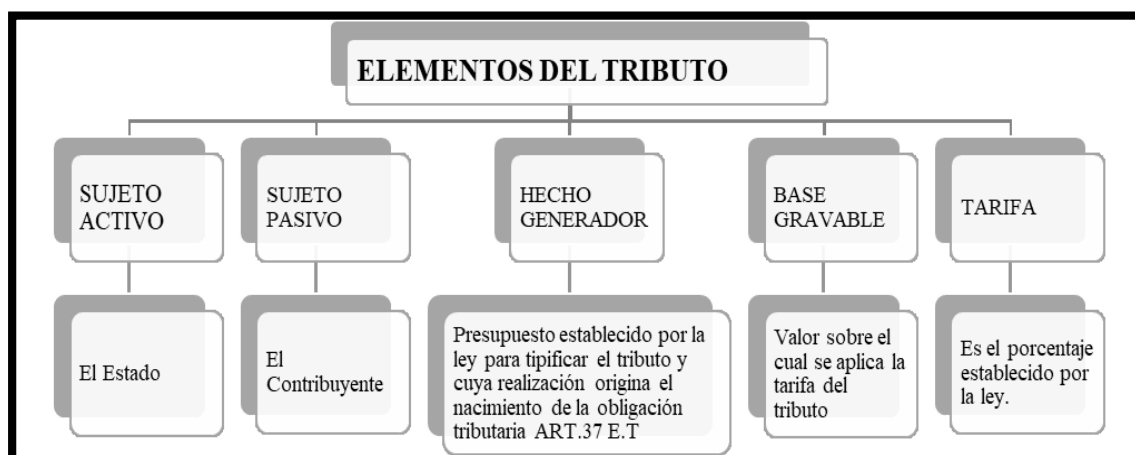 ELEMENTOS DEL TRIBUTO
SUJETO
ACTIVO
SUJETO
PASIVO
HECHO
GENERADOR
BASE
GRAVABLE
TARIFA
El Estado
El
Contribuyente
Presupuesto establecido por la
ley para tipificar el tributo y
cuya realización origina el
nacimiento de la obligación
tributaria ART.37 E.T
Valor sobre el
cual se aplica la
tarifa del
tributo
Es el porcentaje
establecido por
la ley.